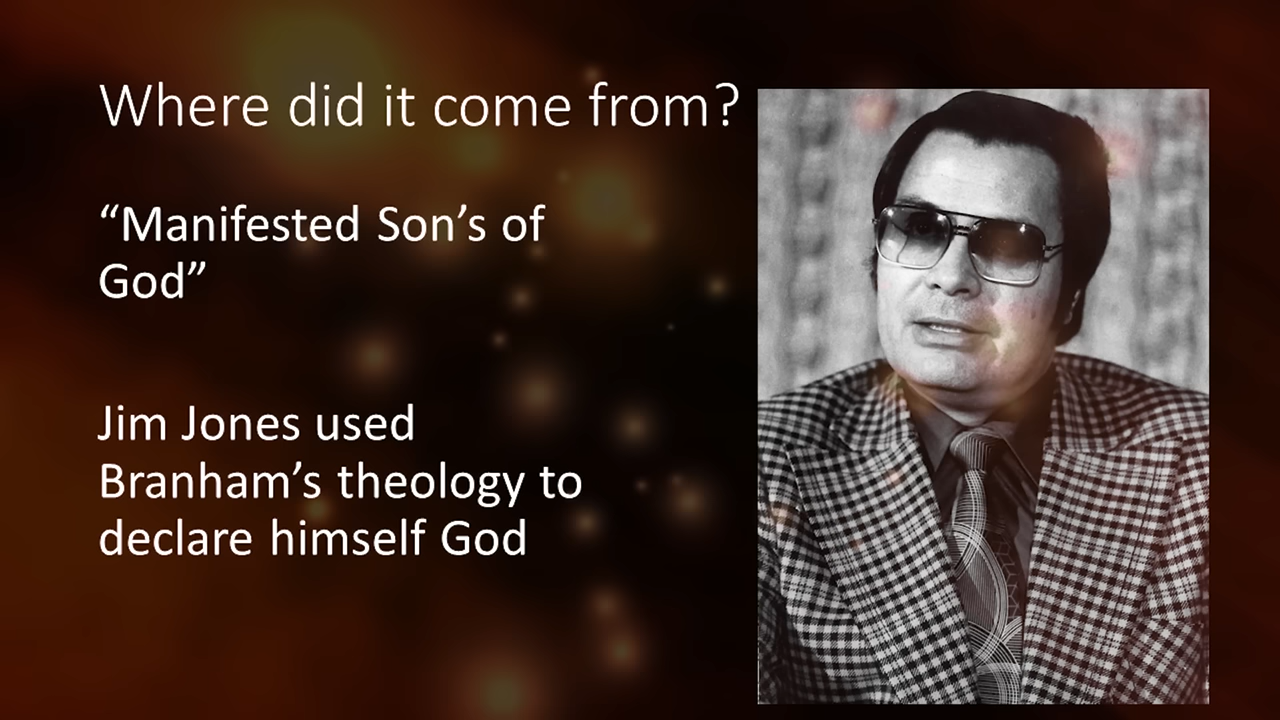 Where did it come from?
“Manifested Son’s of
God”
Jim Jones used
Branham’s theology to
declare himself God